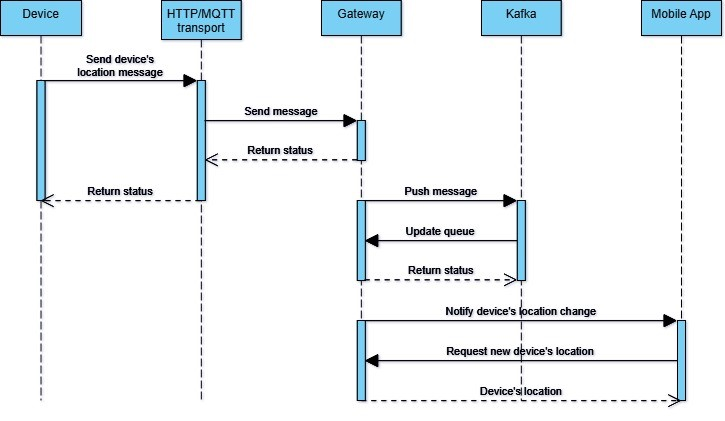 Device
HTTP/MQTT
transport
Gateway
Kafka
Mobile App
Send device's
location message
Send message
Return status
Return status
Push message
Update queue
Return status
Notify device's location change
Request new device's location
Device's location